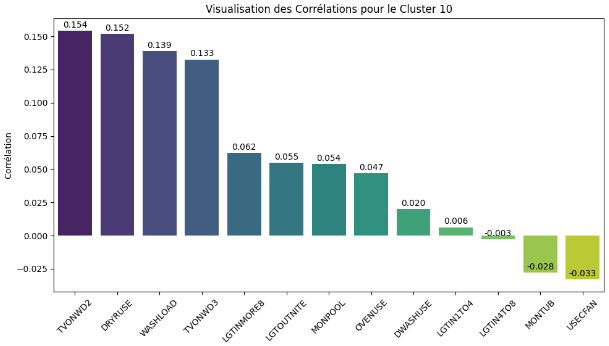 Visualisation des Corrélations pour le Cluster 10
Corrélation
0.150
0.125
0.100
0.075
0.050
0.025
0.000
−0.025
0.154
0.152
0.139
0.133
0.062
0.055
0.054
0.047
0.020
0.006
-0.003
-0.028
-0.033
TVONWD2
DRYRUSE
WASHLOAD
TVONWD3
LGTINMORE8
LGTOUTNITE
MONPOOL
OVENUSE
DWASHUSE
LGTIN1TO4
LGTIN4TO8
MONTUB
USECFAN